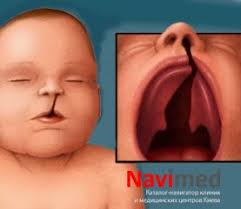 Navimed
Каталог-навигатор клиник
и медицинских центров Киева